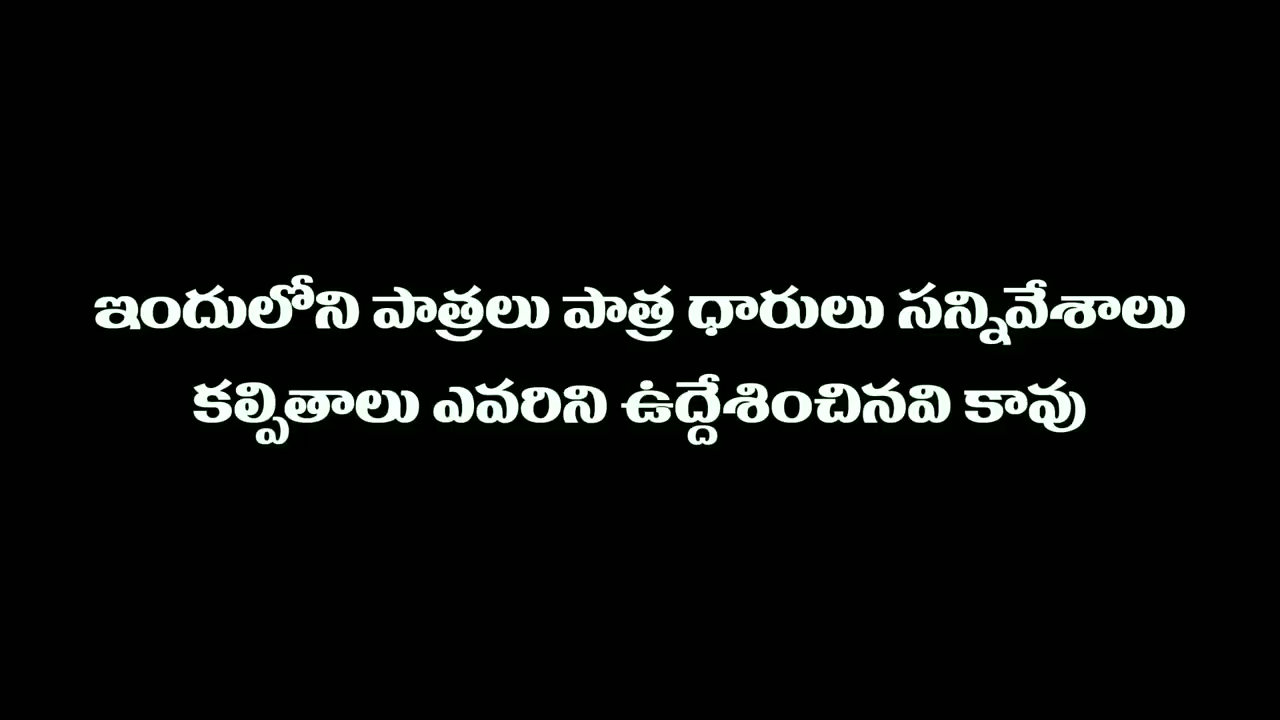 ఇందులోని పాత్రలు పాత్ర ధారులు సన్నివేశాలు
కల్పితాలు ఎవరిని ఉద్దేశించినవి కావు